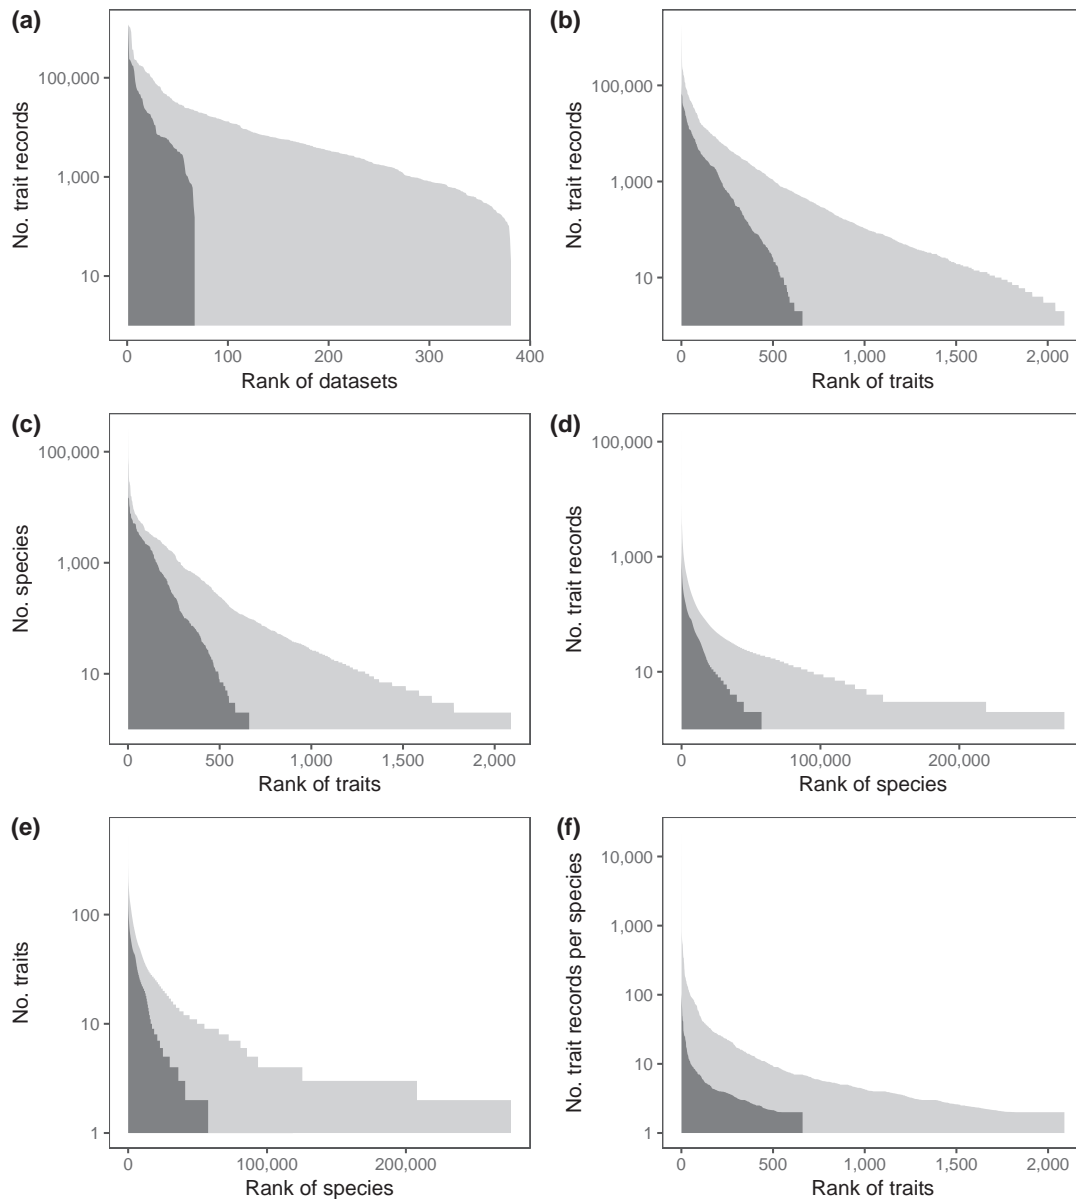 (a)
No. trait records
100,000
1,000
10
0
100
200
300
400
Rank of datasets
(b)
No. trait records
100,000
1,000
10
0
500
1,000
1,500
2,000
Rank of traits
(c)
No. species
100,000
1,000
10
0
500
1,000
1,500
2,000
Rank of traits
(d)
No. trait records
100,000
1,000
10
0
100,000
200,000
Rank of species
(e)
No. traits
100
10
1
0
100,000
200,000
Rank of species
(f)
No. trait records per species
10,000
1,000
100
10
1
0
500
1,000
1,500
2,000
Rank of traits